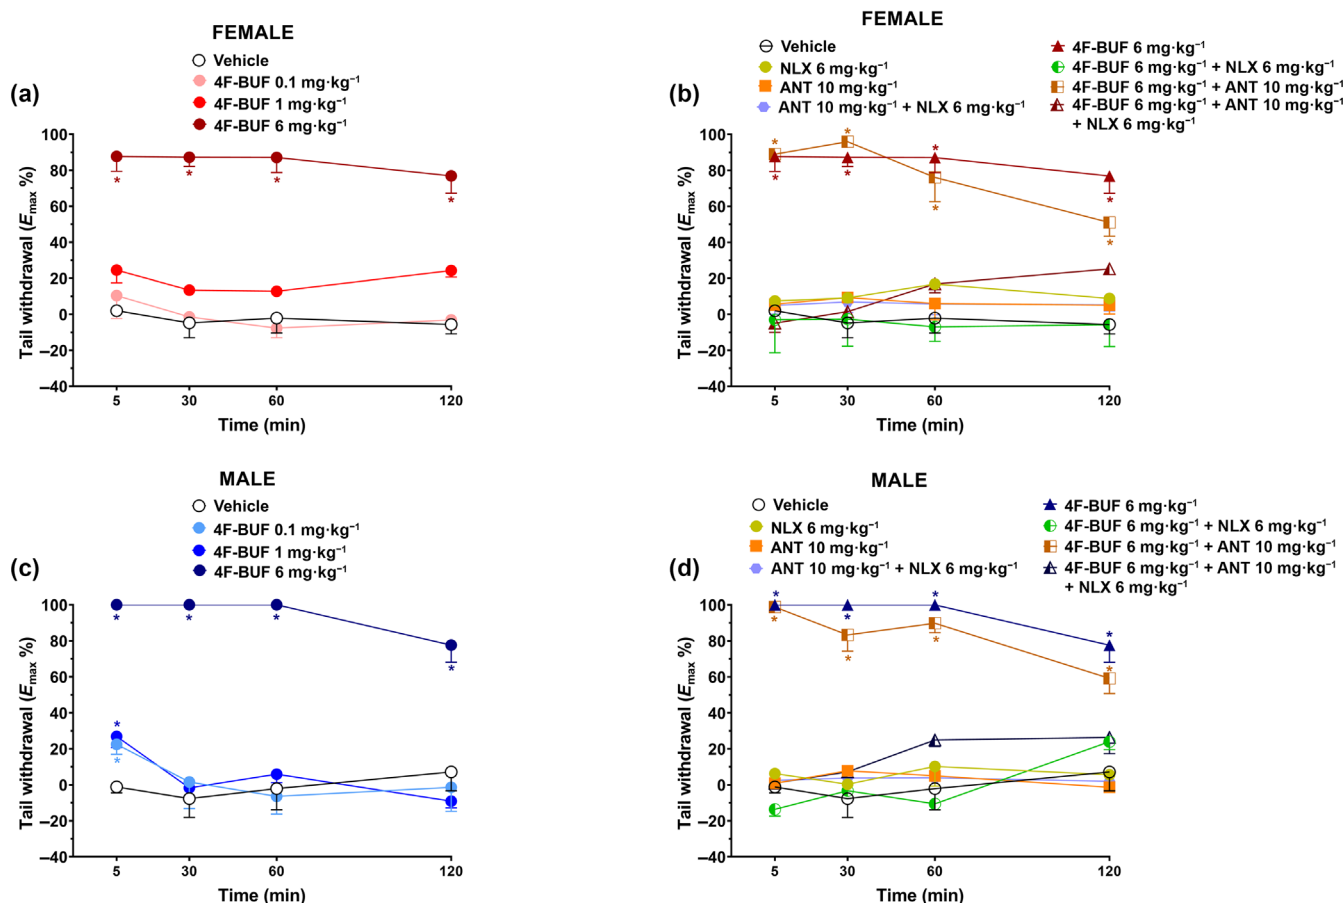 (a)
FEMALE
Vehicle
4F-BUF 0.1 mg·kg⁻¹
4F-BUF 1 mg·kg⁻¹
4F-BUF 6 mg·kg⁻¹
Tail withdrawal (Emax %)
100
80
60
40
20
0
–20
–40
* * * *
5 30 60 120
Time (min)
(b)
FEMALE
Vehicle
NLX 6 mg·kg⁻¹
ANT 10 mg·kg⁻¹
ANT 10 mg·kg⁻¹ + NLX 6 mg·kg⁻¹
4F-BUF 6 mg·kg⁻¹
4F-BUF 6 mg·kg⁻¹ + NLX 6 mg·kg⁻¹
4F-BUF 6 mg·kg⁻¹ + ANT 10 mg·kg⁻¹
4F-BUF 6 mg·kg⁻¹ + ANT 10 mg·kg⁻¹
+ NLX 6 mg·kg⁻¹
Tail withdrawal (Emax %)
100
80
60
40
20
0
–20
–40
* * * * * * * *
5 30 60 120
Time (min)
(c)
MALE
Vehicle
4F-BUF 0.1 mg·kg⁻¹
4F-BUF 1 mg·kg⁻¹
4F-BUF 6 mg·kg⁻¹
Tail withdrawal (Emax %)
100
80
60
40
20
0
–20
–40
* * * *
*
*
5 30 60 120
Time (min)
(d)
MALE
Vehicle
NLX 6 mg·kg⁻¹
ANT 10 mg·kg⁻¹
ANT 10 mg·kg⁻¹ + NLX 6 mg·kg⁻¹
4F-BUF 6 mg·kg⁻¹
4F-BUF 6 mg·kg⁻¹ + NLX 6 mg·kg⁻¹
4F-BUF 6 mg·kg⁻¹ + ANT 10 mg·kg⁻¹
4F-BUF 6 mg·kg⁻¹ + ANT 10 mg·kg⁻¹
+ NLX 6 mg·kg⁻¹
Tail withdrawal (Emax %)
100
80
60
40
20
0
–20
–40
* * * * * * * *
5 30 60 120
Time (min)